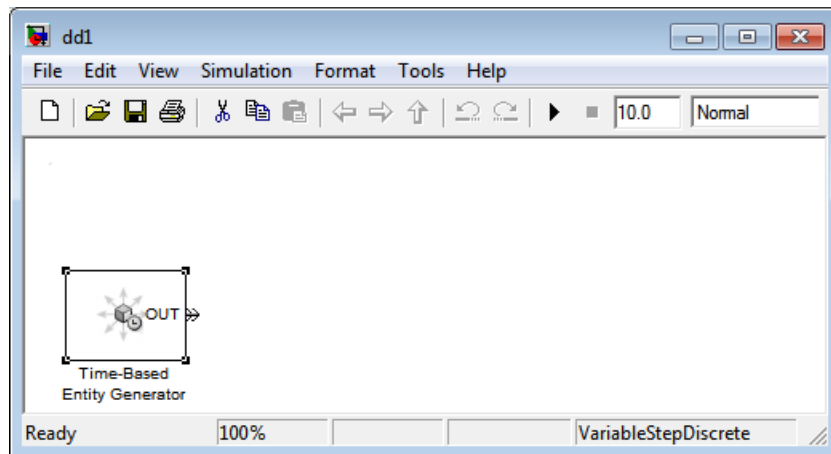 dd1
File Edit View Simulation Format Tools Help
10.0 Normal
OUT
Time-Based
Entity Generator
Ready 100% VariableStepDiscrete